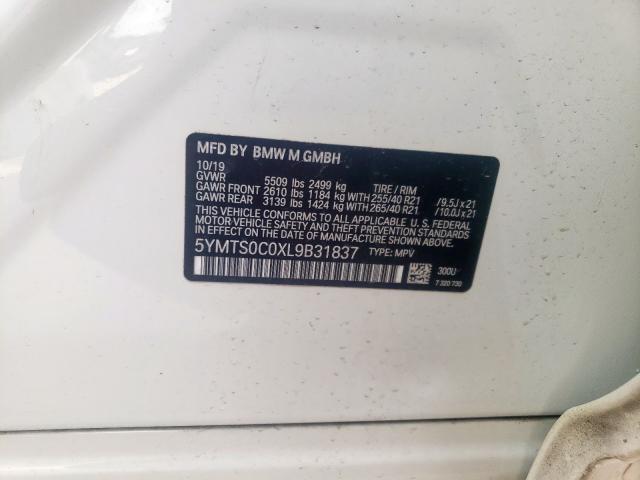 MFD BY BMW M GMBH
10/19
GVWR 5509 lbs 2499 kg TIRE / RIM
GAWR FRONT 2610 lbs 1184 kg WITH 255/40 R21 /9.5J x 21
GAWR REAR 3139 lbs 1424 kg WITH 265/40 R21 /10.0J x 21
THIS VEHICLE CONFORMS TO ALL APPLICABLE U. S. FEDERAL
MOTOR VEHICLE SAFETY, BUMPER, AND THEFT PREVENTION STANDARDS
IN EFFECT ON THE DATE OF MANUFACTURE SHOWN ABOVE.
5YMTS0C0XL9B31837 TYPE: MPV
300U
7 320 730